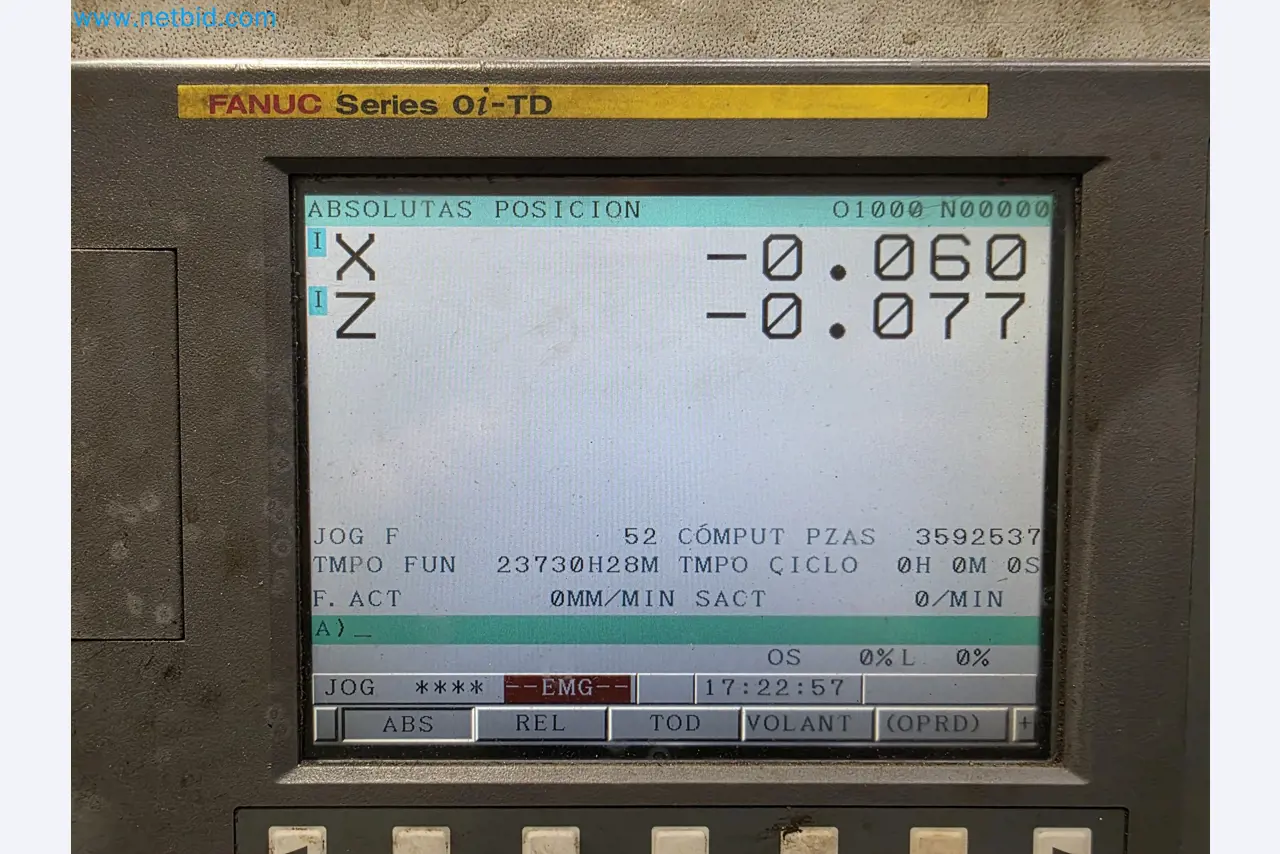 www.netbid.com
FANUC Series 0i-TD
ABSOLUTAS POSICION O1000 N00000
I X -0.060
I Z -0.077
JOG F 52 CÓMPUT PZAS 3592537
TMPO FUN 23730H28M TMPO CICLO 0H 0M 0S
F. ACT 0MM/MIN SACT 0/MIN
A)_
OS 0% L 0%
JOG **** --EMG-- 17:22:57
ABS REL TOD VOLANT (OPRD) +